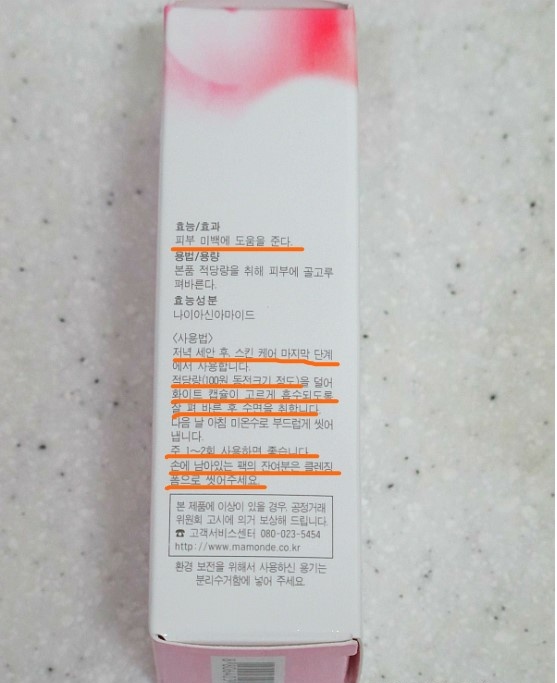 효능/효과
피부 미백에 도움을 준다.
용법/용량
본품 적당량을 취해 피부에 골고루
펴바른다.
효능성분
나이아신아마이드
<사용법>
저녁 세안 후, 스킨 케어 마지막 단계
에서 사용합니다.
적당량(100원 동전크기 정도)을 덜어
화이트 캡슐이 고르게 흡수되도록
잘 펴 바른 후 수면을 취합니다.
다음 날 아침 미온수로 부드럽게 씻어
냅니다.
주 1~2회 사용하면 좋습니다.
손에 남아있는 팩의 잔여분은 클렌징
폼으로 씻어주세요.
본 제품에 이상이 있을 경우, 공정거래
위원회 고시에 의거 보상해 드립니다.
☎ 고객서비스센터 080-023-5454
http://www.mamonde.co.kr
환경 보전을 위해서 사용하신 용기는
분리수거함에 넣어 주세요.